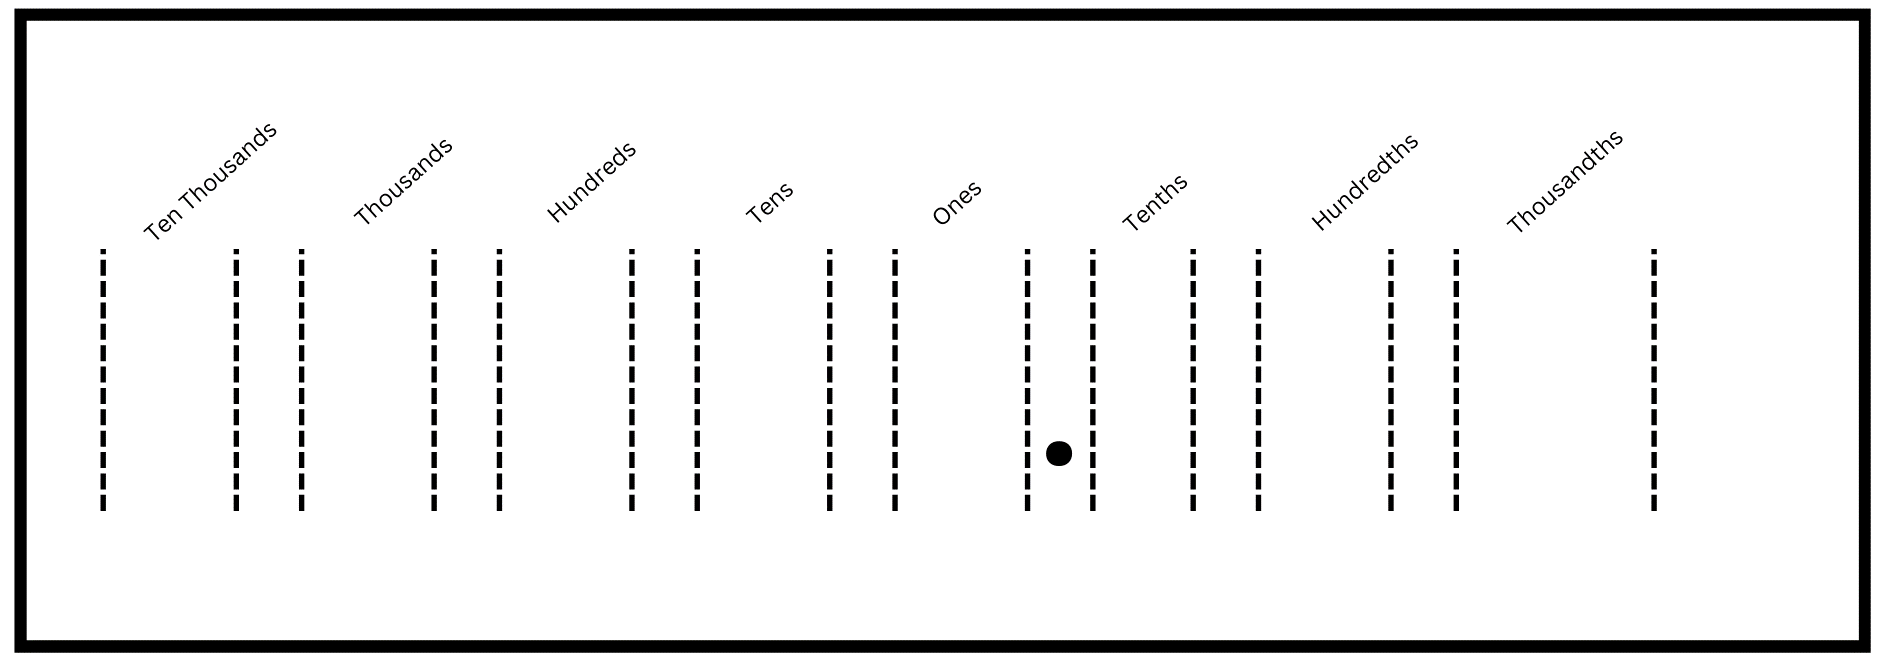 Ten Thousands
Thousands
Hundreds
Tens
Ones
Tenths
Hundredths
Thousandths